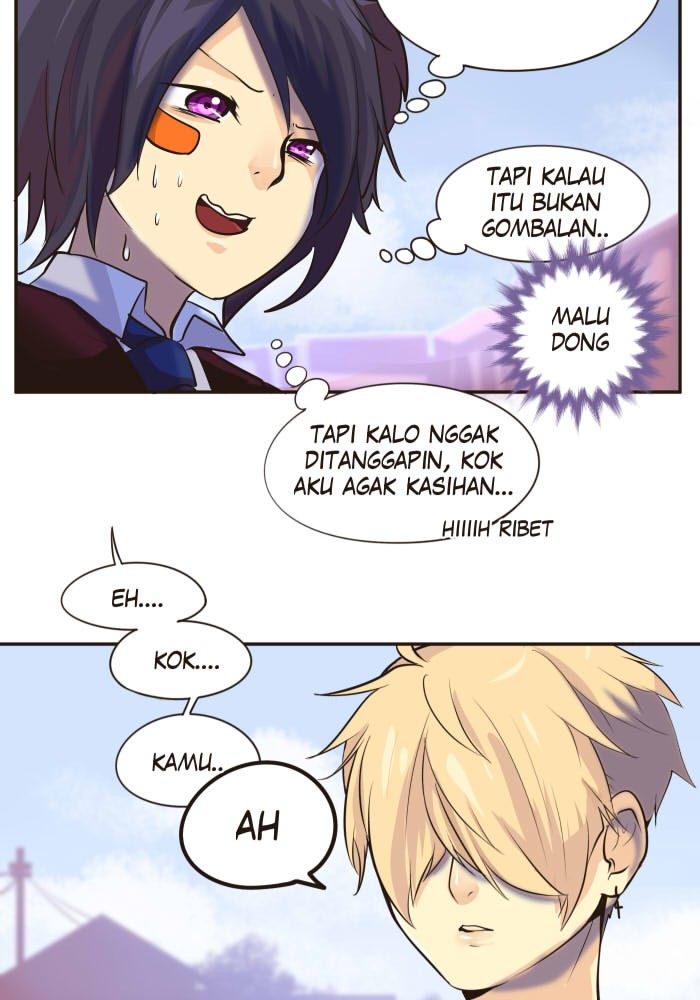 TAPI KALAU
ITU BUKAN
GOMBALAN..
MALU
DONG
TAPI KALO NGGAK
DITANGGAPIN, KOK
AKU AGAK KASIHAN...
HIIIIH RIBET
EH....
KOK....
KAMU..
AH